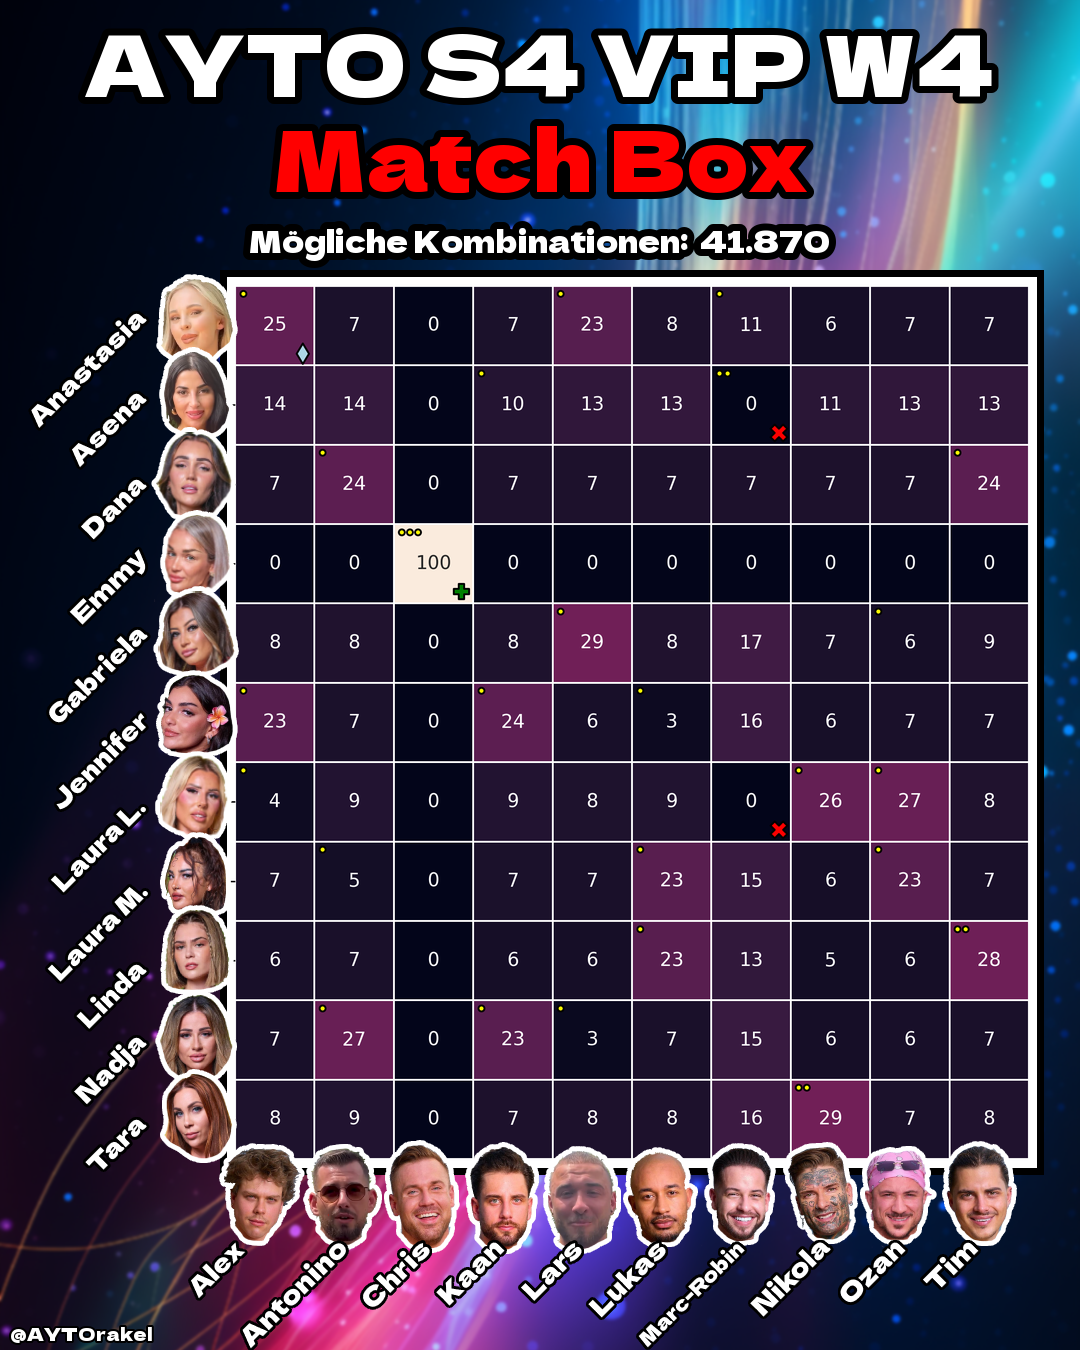 AYTO S4 VIP W4
Match Box
Mögliche Kombinationen: 41.870
Anastasia 25 7 0 7 23 8 11 6 7 7
Asena 14 14 0 10 13 13 0 11 13 13
Dana 7 24 0 7 7 7 7 7 7 24
Emmy 0 0 100 0 0 0 0 0 0 0
Gabriela 8 8 0 8 29 8 17 7 6 9
Jennifer 23 7 0 24 6 3 16 6 7 7
Laura L. 4 9 0 9 8 9 0 26 27 8
Laura M. 7 5 0 7 7 23 15 6 23 7
Linda 6 7 0 6 6 23 13 5 6 28
Nadja 7 27 0 23 3 7 15 6 6 7
Tara 8 9 0 7 8 8 16 29 7 8
Alex Antonino Chris Kaan Lars Lukas Marc-Robin Nikola Ozan Tim
@AYTOrakel